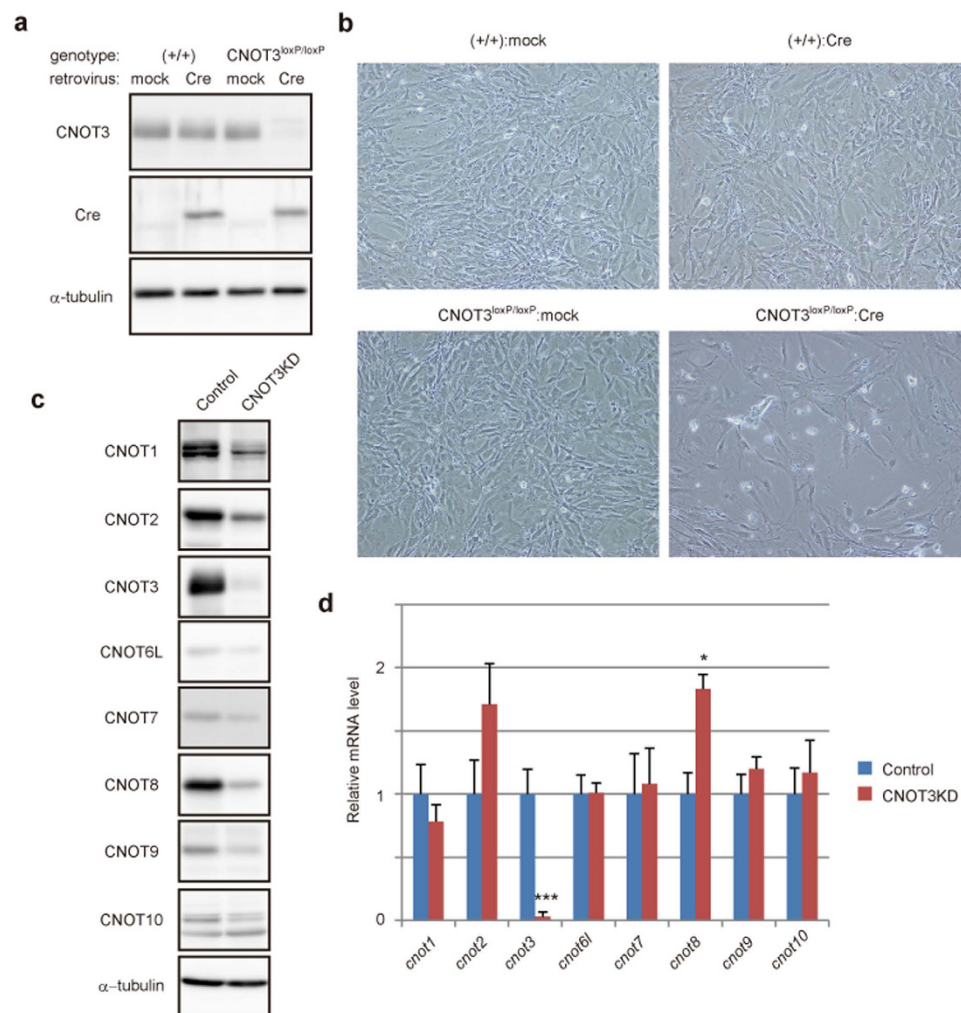 a
genotype: (+/+) CNOT3loxP/loxP
retrovirus: mock Cre mock Cre
CNOT3
Cre
α-tubulin
b
(+/+):mock (+/+):Cre
CNOT3loxP/loxP:mock CNOT3loxP/loxP:Cre
c
Control CNOT3KD
CNOT1
CNOT2
CNOT3
CNOT6L
CNOT7
CNOT8
CNOT9
CNOT10
α-tubulin
d
Relative mRNA level
2
1
0
*
***
cnot1 cnot2 cnot3 cnot6l cnot7 cnot8 cnot9 cnot10
Control
CNOT3KD